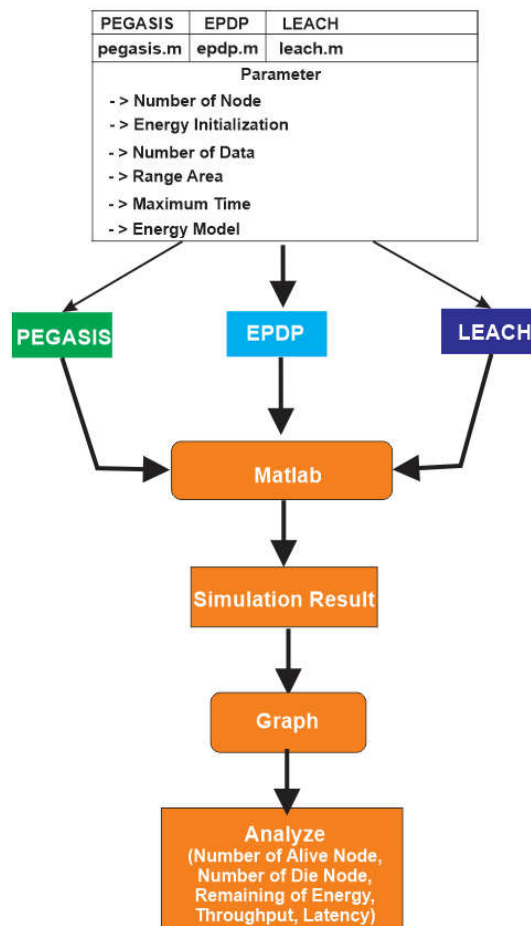 PEGASIS EPDP LEACH
pegasis.m epdp.m leach.m
Parameter
- > Number of Node
- > Energy Initialization
- > Number of Data
- > Range Area
- > Maximum Time
- > Energy Model
PEGASIS EPDP LEACH
Matlab
Simulation Result
Graph
Analyze
(Number of Alive Node,
Number of Die Node,
Remaining of Energy,
Throughput, Latency)